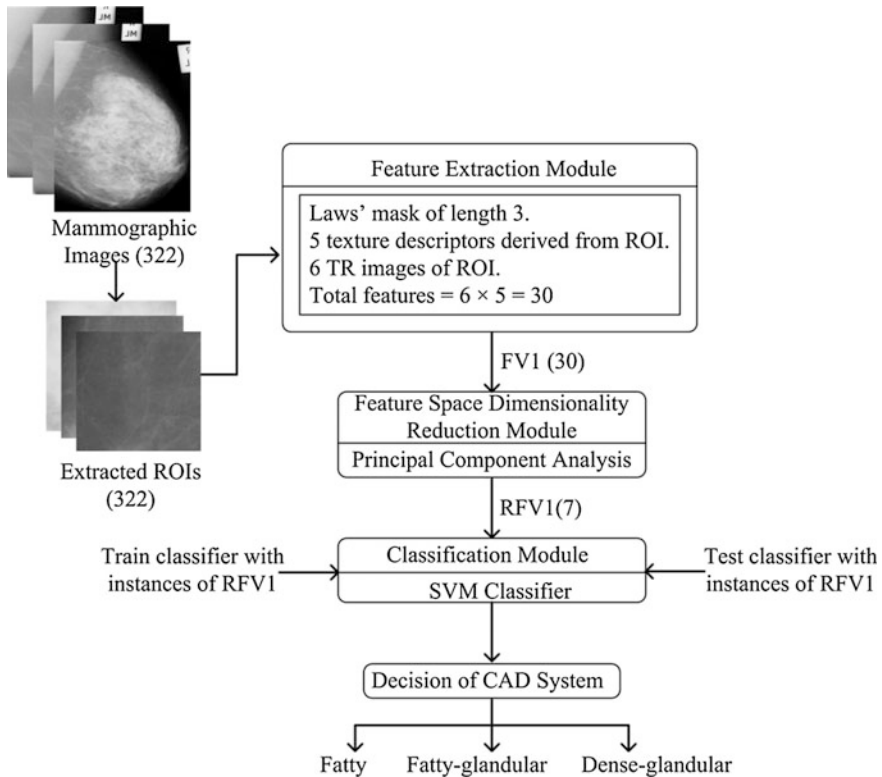 JM
JM
Mammographic
Images (322)
Extracted ROIs
(322)
Feature Extraction Module
Laws’ mask of length 3.
5 texture descriptors derived from ROI.
6 TR images of ROI.
Total features = 6 × 5 = 30
FV1 (30)
Feature Space Dimensionality
Reduction Module
Principal Component Analysis
RFV1(7)
Train classifier with
instances of RFV1
Classification Module
SVM Classifier
Test classifier with
instances of RFV1
Decision of CAD System
Fatty
Fatty-glandular
Dense-glandular